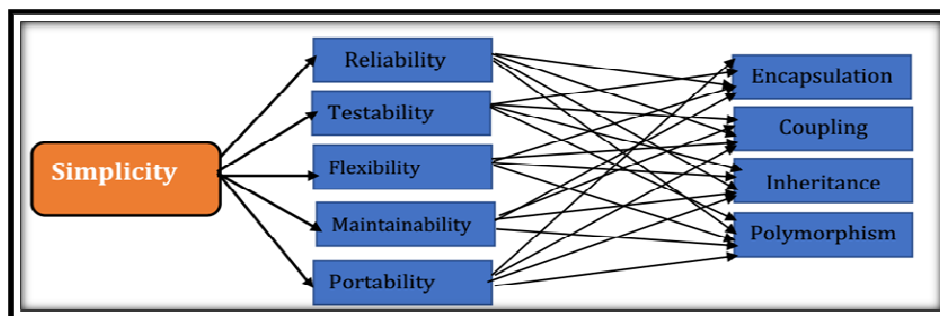 Simplicity
Reliability
Testability
Flexibility
Maintainability
Portability
Encapsulation
Coupling
Inheritance
Polymorphism